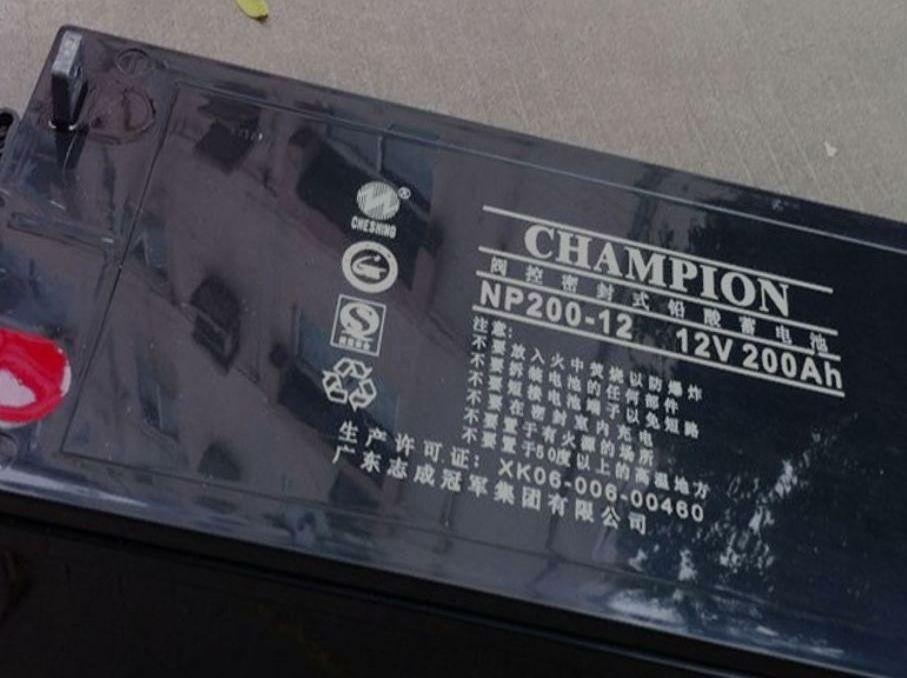 ®
CHESHING
CHAMPION
阀控密封式铅酸蓄电池
NP200-12 12V 200Ah
注意:
不要放入火中焚烧以防爆炸
不要拆装电池的任何部件
不要短接电池端子以免短路
不要在密封室内充电
不要置于有火源的场所
不要置于50度以上的高温地方
生产许可证: XK06-006-00460
广东志成冠军集团有限公司